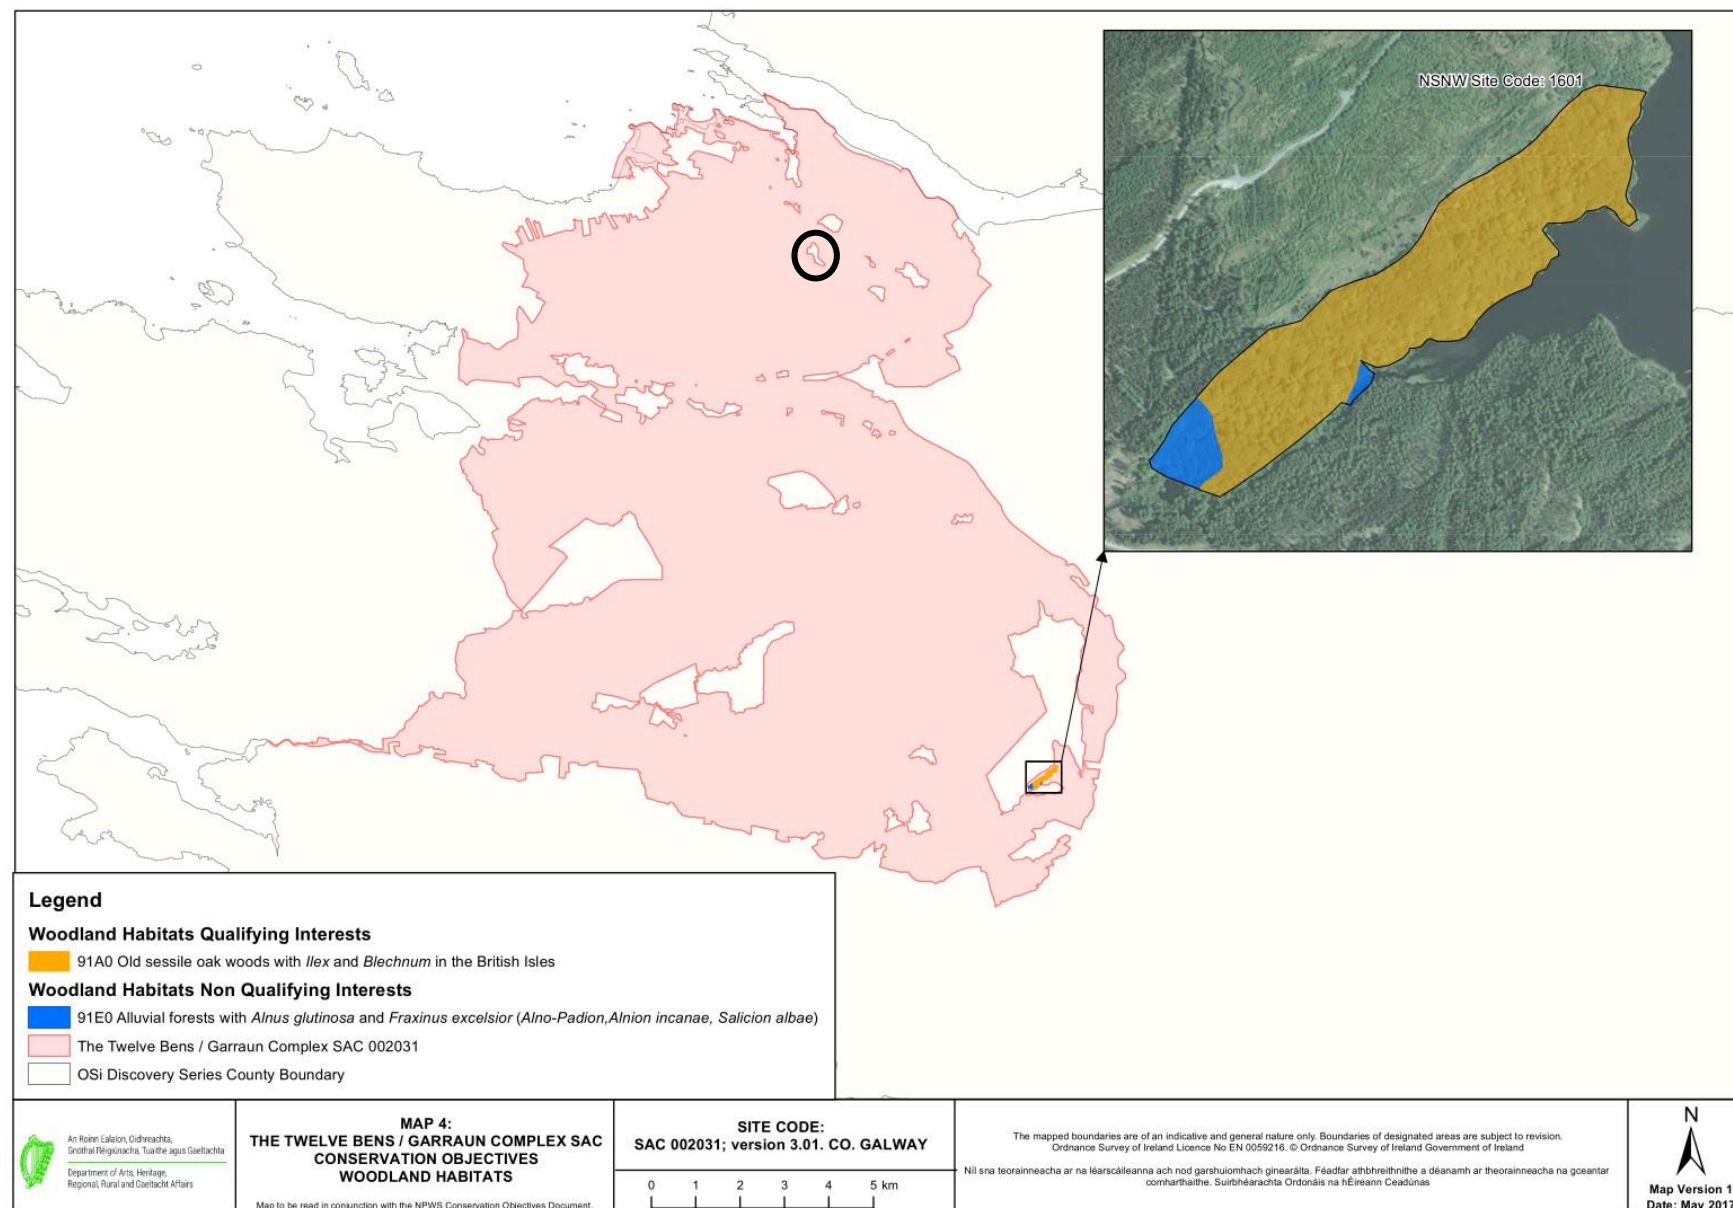 NSNW Site Code: 1601
Legend
Woodland Habitats Qualifying Interests
91A0 Old sessile oak woods with Ilex and Blechnum in the British Isles
Woodland Habitats Non Qualifying Interests
91E0 Alluvial forests with Alnus glutinosa and Fraxinus excelsior (Alno-Padion,Alnion incanae, Salicion albae)
The Twelve Bens / Garraun Complex SAC 002031
OSi Discovery Series County Boundary
An Roinn Ealaíon, Oidhreachta,
Gnóthaí Réigiúnacha, Tuaithe agus Gaeltachta
Department of Arts, Heritage,
Regional, Rural and Gaeltacht Affairs
MAP 4:
THE TWELVE BENS / GARRAUN COMPLEX SAC
CONSERVATION OBJECTIVES
WOODLAND HABITATS
Map to be read in conjunction with the NPWS Conservation Objectives Document.
SITE CODE:
SAC 002031; version 3.01. CO. GALWAY
0 1 2 3 4 5 km
The mapped boundaries are of an indicative and general nature only. Boundaries of designated areas are subject to revision.
Ordnance Survey of Ireland Licence No EN 0059216. © Ordnance Survey of Ireland Government of Ireland
Níl sna teorainneacha ar na léarscáileanna ach nod garshuiomhach ginearálta. Féadfar athbhreithnithe a déanamh ar theorainneacha na gceantar
comharthaithe. Suirbhéarachta Ordonáis na hÉireann Ceadúnas
N
Map Version 1
Date: May 2017